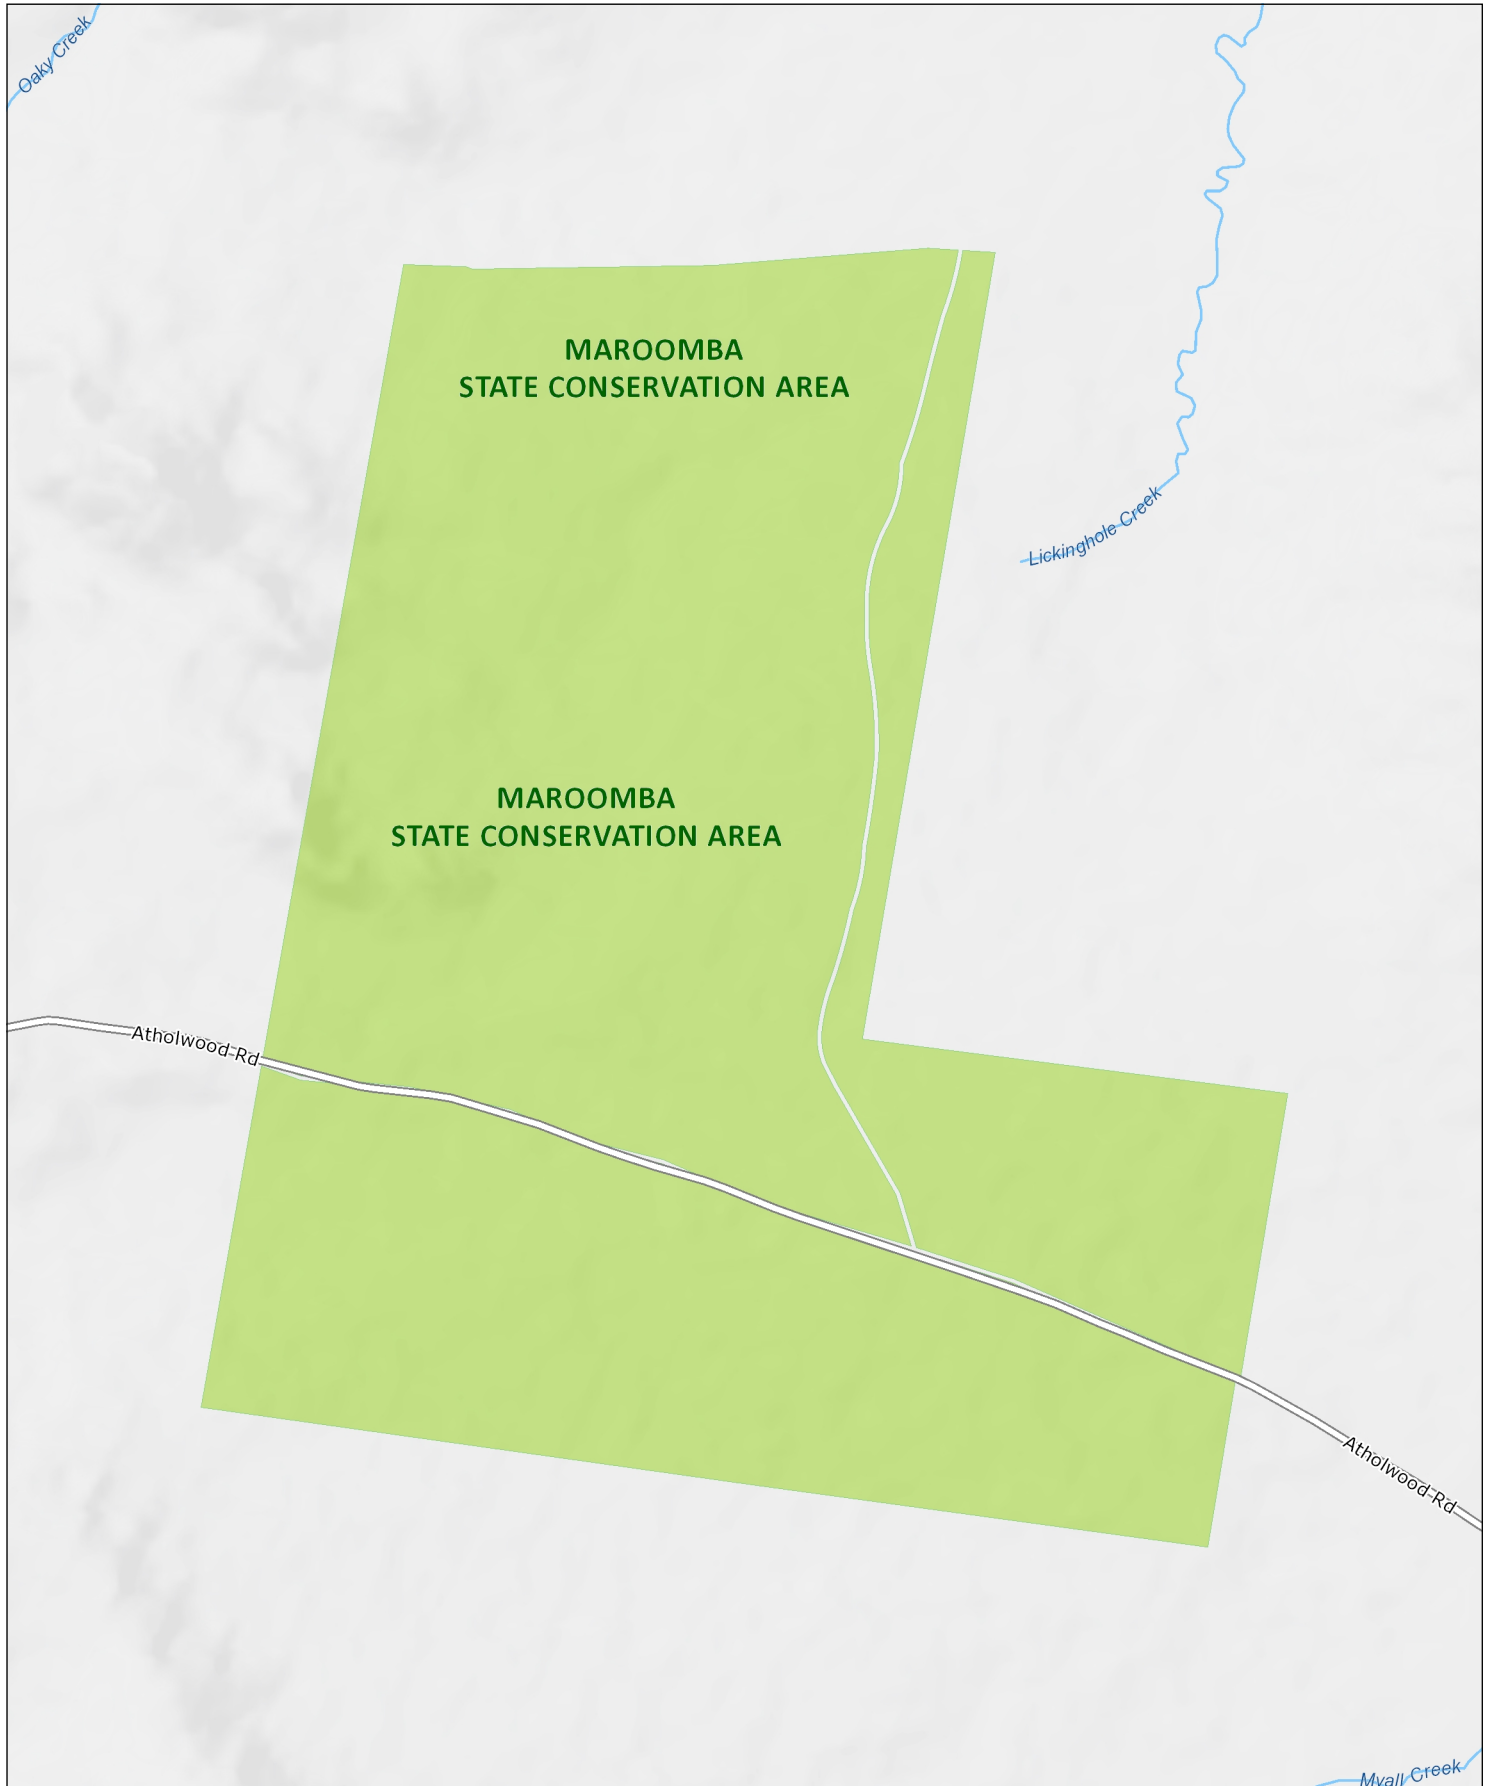 Oaky Creek
MAROOMBA
STATE CONSERVATION AREA
Lickinghole Creek
MAROOMBA
STATE CONSERVATION AREA
Atholwood Rd
Atholwood Rd
Myall Creek